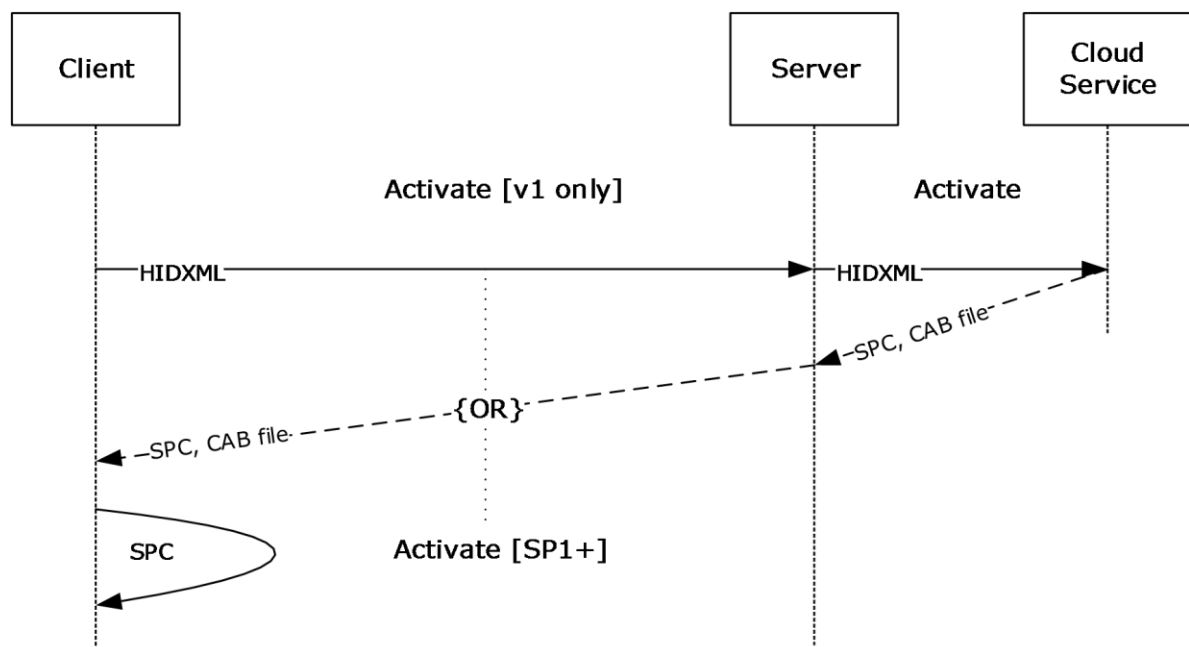 Client
Server
Cloud
Service
Activate [v1 only]
Activate
HIDXML
HIDXML
SPC, CAB file
{OR}
SPC, CAB file
SPC
Activate [SP1+]